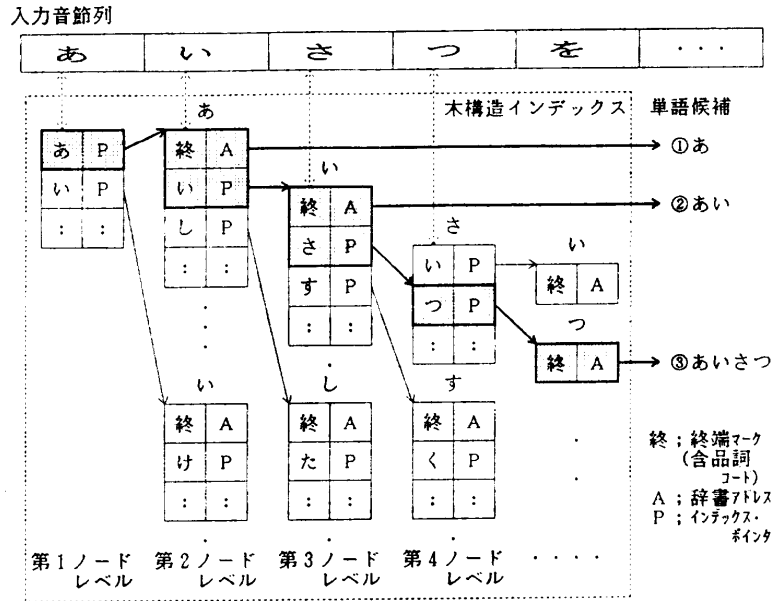 入力音節列
あ い さ つ を ・・・
木構造インデックス 単語候補
あ
あ P 終 A ①あ
い P い P い
: : し P 終 A ②あい
: : さ P さ
す P い P い
: : つ P 終 A
: : つ
終 A ③あいさつ
い し す
終 A 終 A 終 A
け P た P く P
: : : : : :
終；終端マーク
(含品詞
コード)
A；辞書アドレス
P；インデックス・
ポインタ
第1ノード 第2ノード 第3ノード 第4ノード ・・・・
レベル レベル レベル レベル